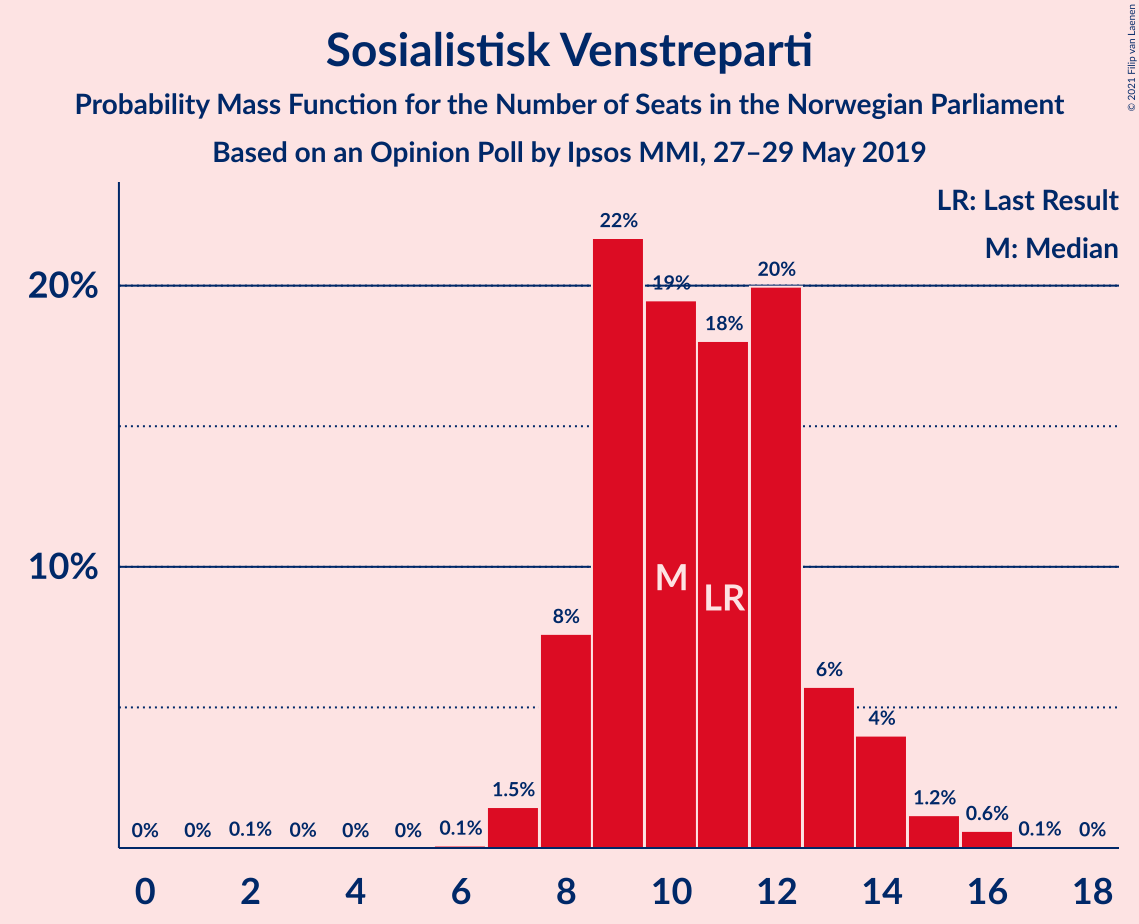 Sosialistisk Venstreparti
Probability Mass Function for the Number of Seats in the Norwegian Parliament
Based on an Opinion Poll by Ipsos MMI, 27–29 May 2019
© 2021 Filip van Laenen
LR: Last Result
M: Median
20%
10%
0% 0% 0.1% 0% 0% 0% 0.1% 1.5% 8% 22% 19% 18% 20% 6% 4% 1.2% 0.6% 0.1% 0%
M
LR
0 2 4 6 8 10 12 14 16 18